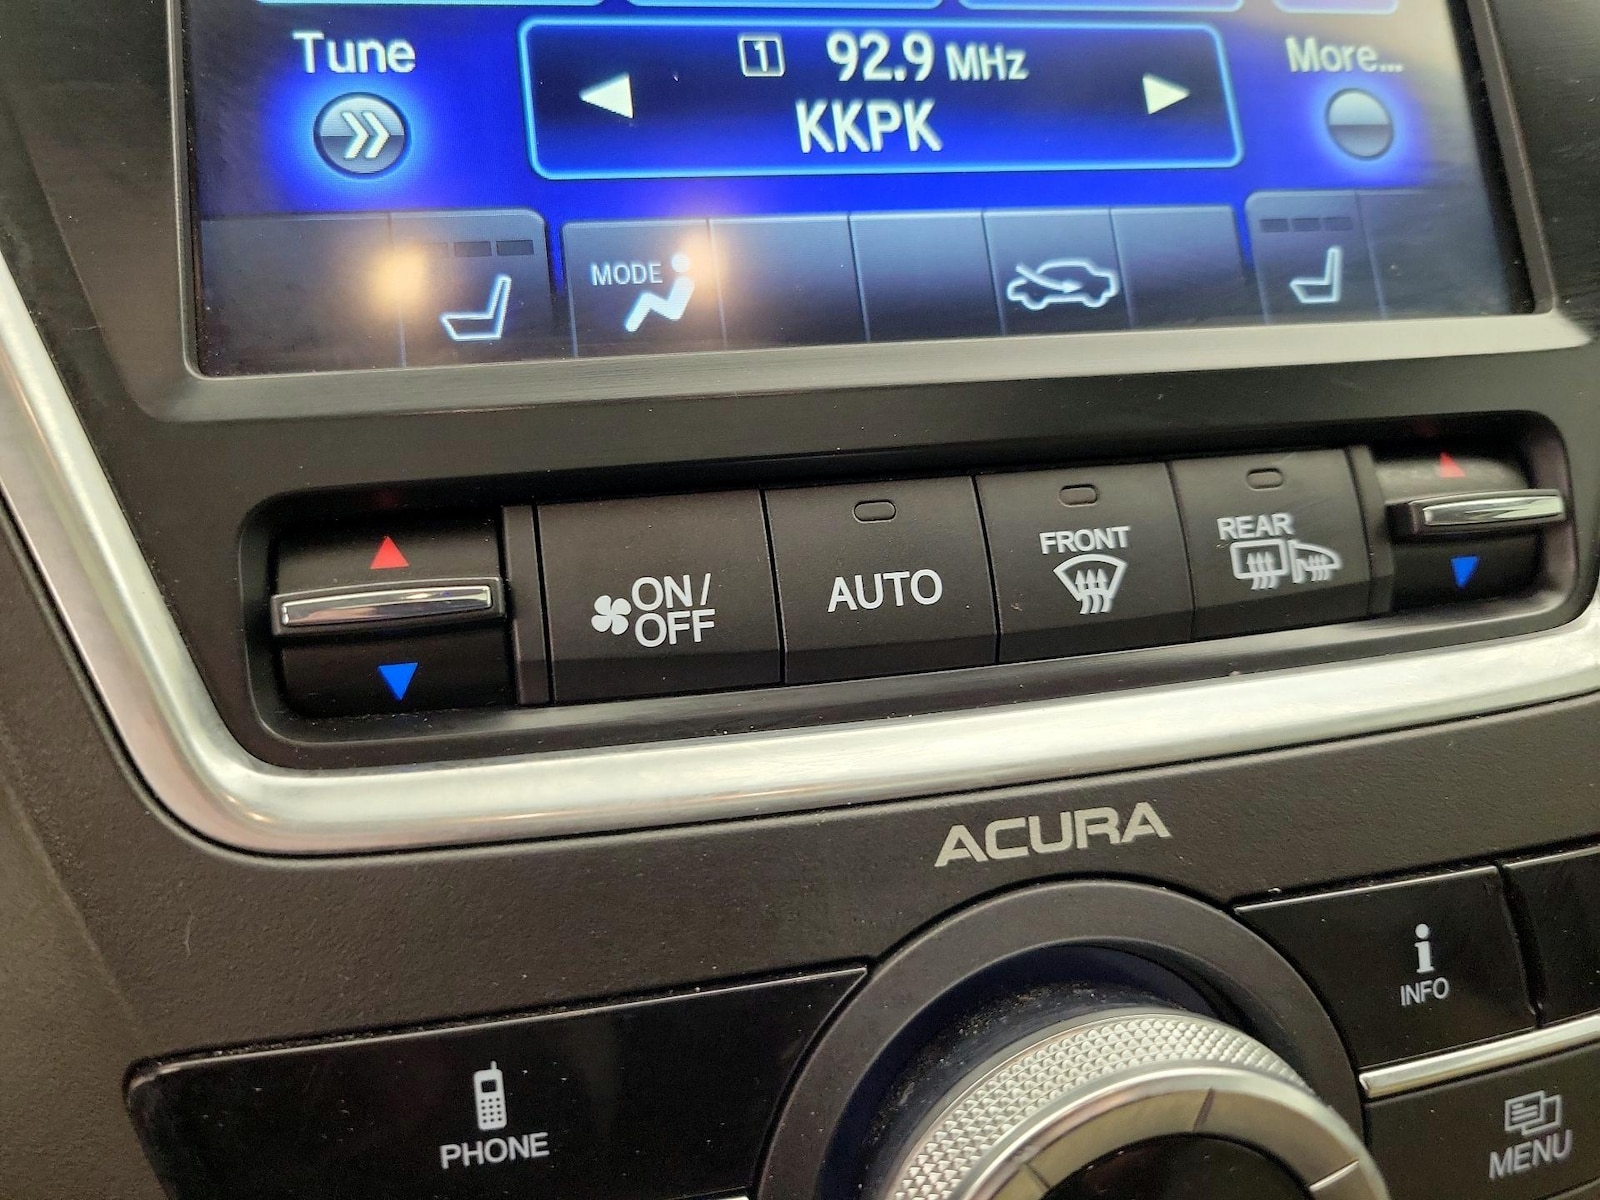 Tune
1 92.9 MHz
KKPK
More...
MODE
ON/
OFF
AUTO
FRONT
REAR
ACURA
i
INFO
PHONE
MENU